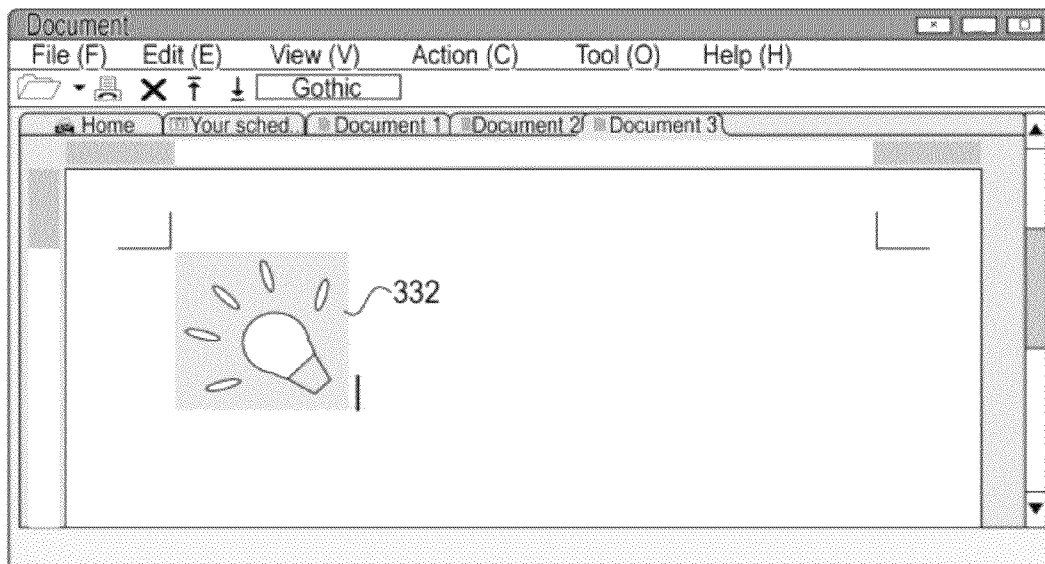 Document
File (F) Edit (E) View (V) Action (C) Tool (O) Help (H)
Gothic
Home Your sched. Document 1 Document 2 Document 3
332